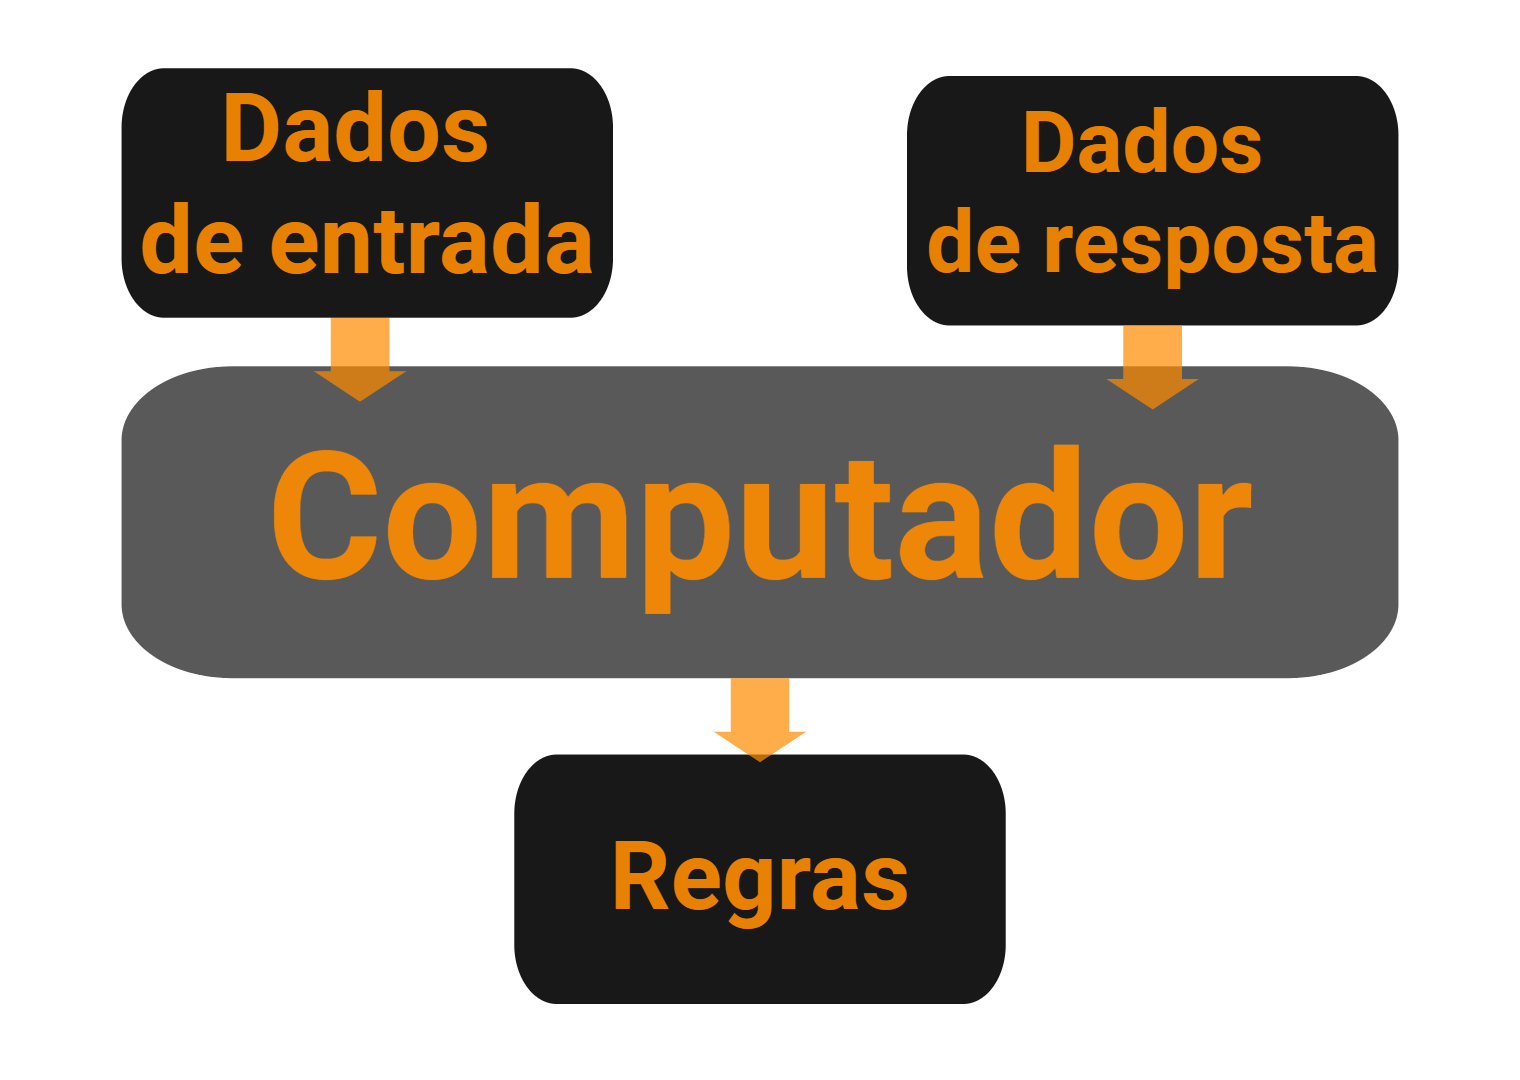 Dados
de entrada
Dados
de resposta
Computador
Regras